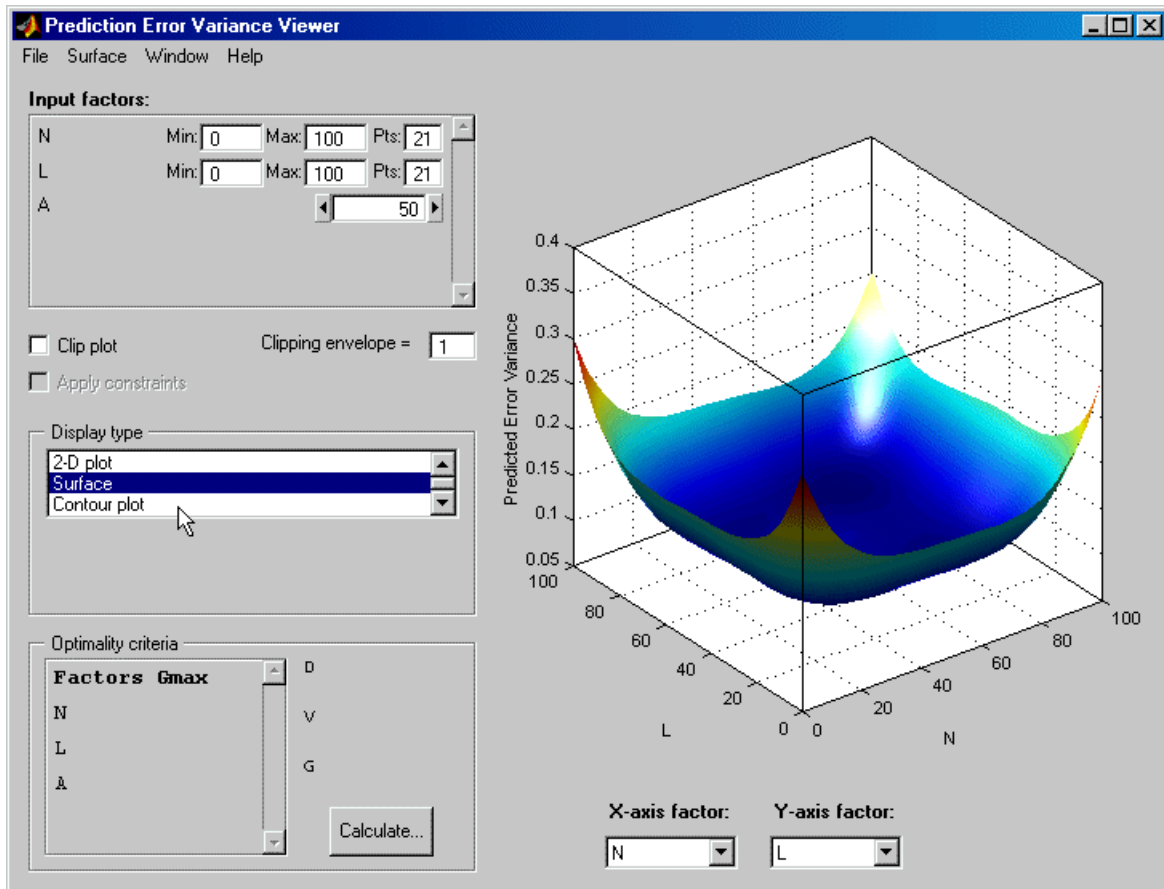 Prediction Error Variance Viewer
File Surface Window Help
Input factors:
N Min: 0 Max: 100 Pts: 21
L Min: 0 Max: 100 Pts: 21
A 50
Clip plot Clipping envelope = 1
Apply constraints
Display type
2-D plot
Surface
Contour plot
Optimality criteria
Factors Gmax
N
L
A
D
V
G
Calculate...
Predicted Error Variance
0.4
0.35
0.3
0.25
0.2
0.15
0.1
0.05
100
80
60
40
20
0
L
0
20
40
60
80
100
N
X-axis factor: Y-axis factor:
N L